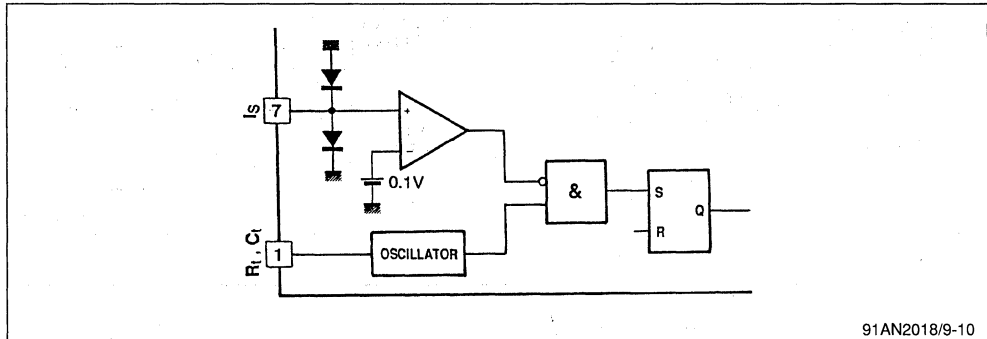 IS
7
+
−
0.1V
&
S
Q
R
Rt , Ct
1
OSCILLATOR
91AN2018/9-10